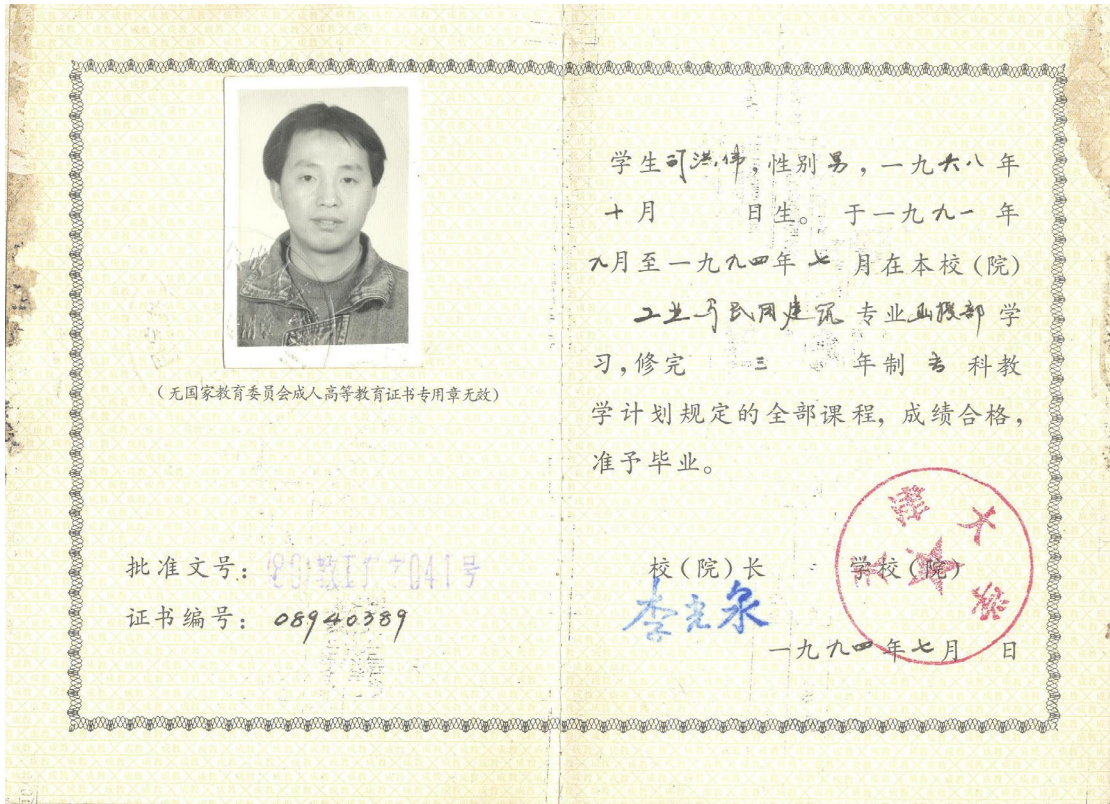 (无国家教育委员会成人高等教育证书专用章无效)
批准文号:
证书编号: 08940389
学生 洪伟,性别男,一九六八年
十月 日生。于一九九一年
九月至一九九四年七月在本校(院)
工业与民用建筑专业函授部学
习,修完 三 年制专科教
学计划规定的全部课程,成绩合格,
准予毕业。
校(院)长 学校(院)
李光泉
一九九四年七月 日